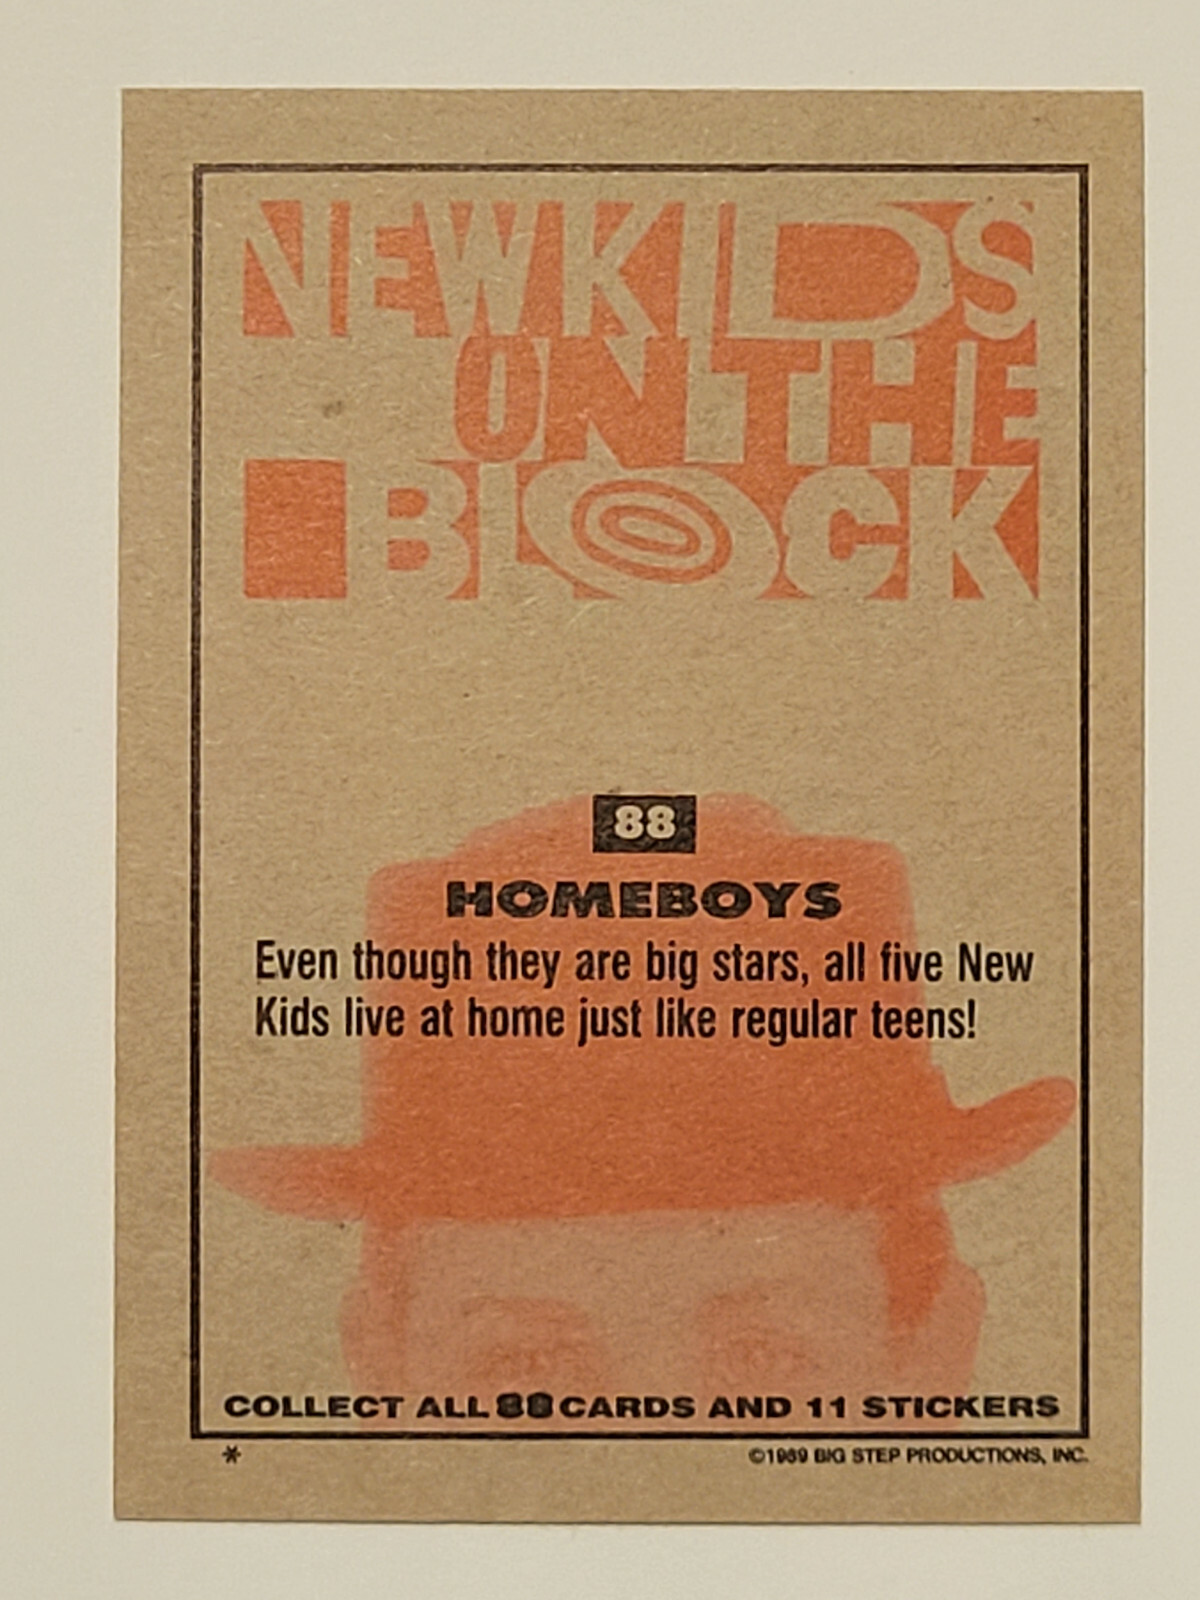 NEW KIDS
ON THE
BLOCK
88
HOMEBOYS
Even though they are big stars, all five New
Kids live at home just like regular teens!
COLLECT ALL 88 CARDS AND 11 STICKERS
* ©1989 BIG STEP PRODUCTIONS, INC.